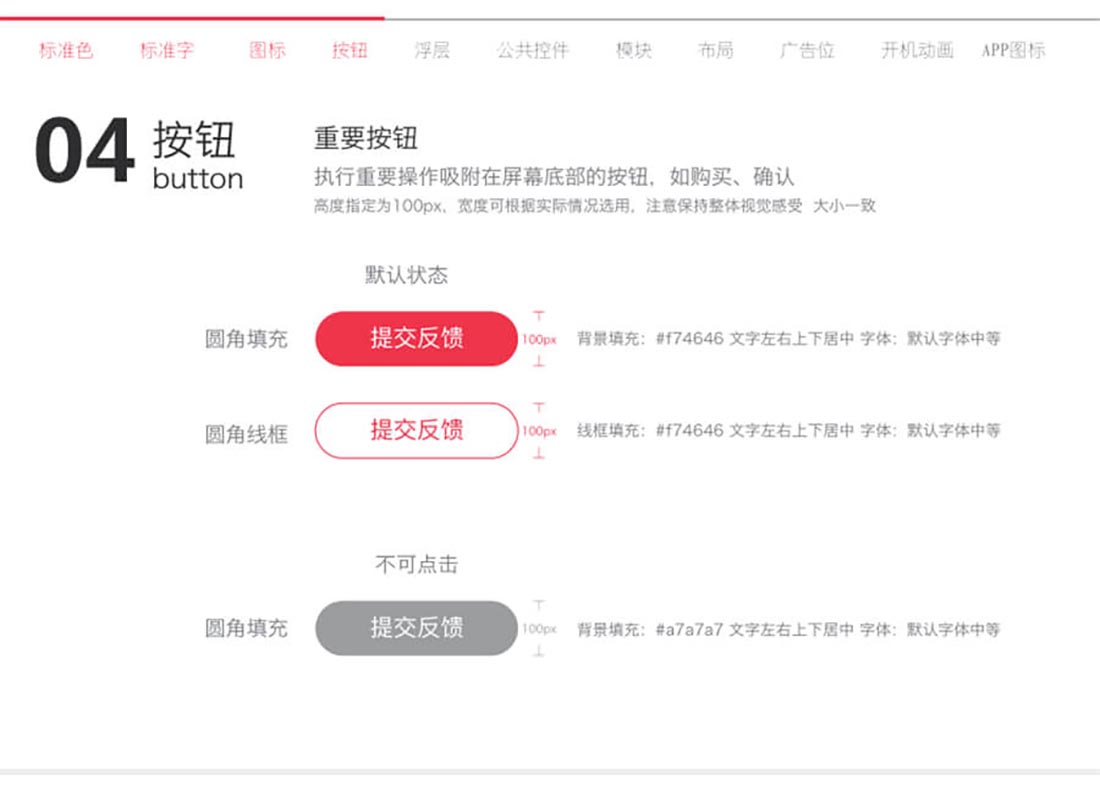 标准色 标准字 图标 按钮 浮层 公共控件 模块 布局 广告位 开机动画 APP图标
04 按钮
button
重要按钮
执行重要操作吸附在屏幕底部的按钮，如购买、确认
高度指定为100px，宽度可根据实际情况选用，注意保持整体视觉感受 大小一致
默认状态
圆角填充 提交反馈 100px 背景填充：#f74646 文字左右上下居中 字体：默认字体中等
圆角线框 提交反馈 100px 线框填充：#f74646 文字左右上下居中 字体：默认字体中等
不可点击
圆角填充 提交反馈 100px 背景填充：#a7a7a7 文字左右上下居中 字体：默认字体中等